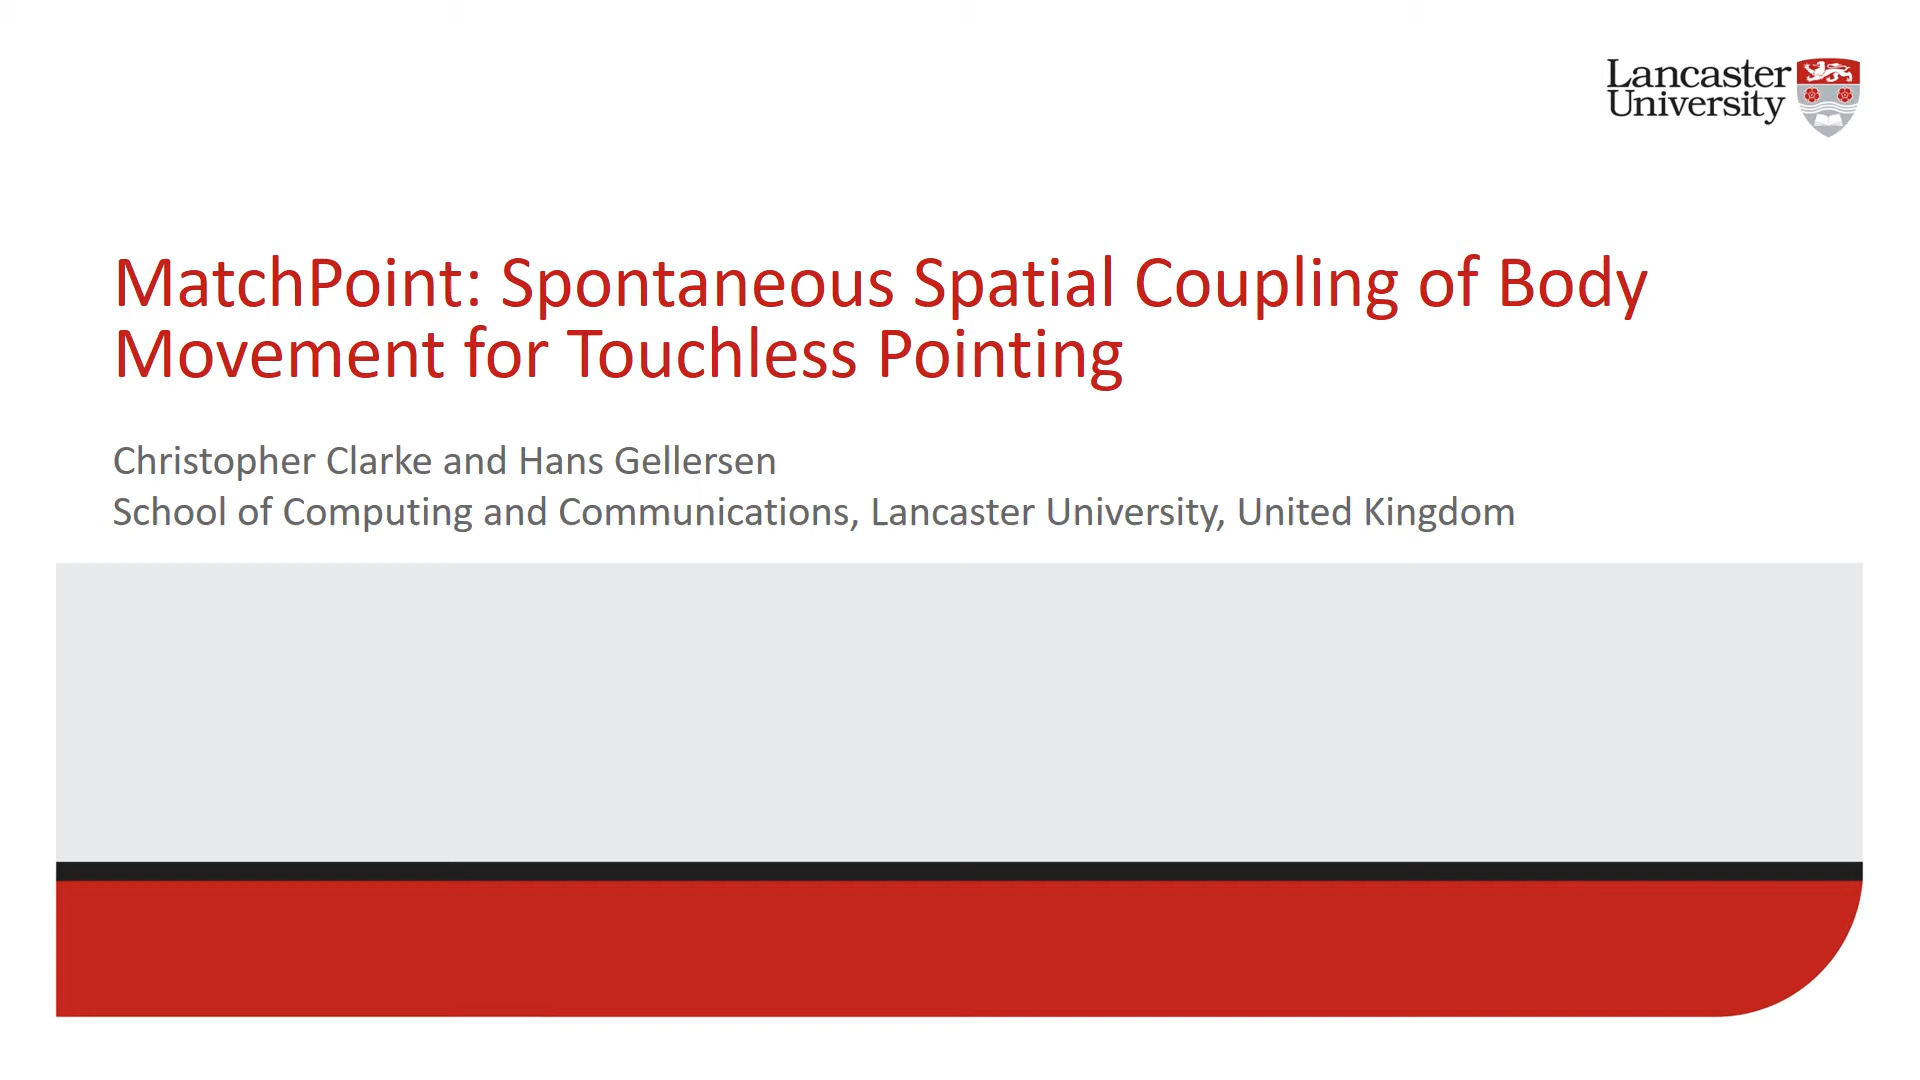 Lancaster
University
MatchPoint: Spontaneous Spatial Coupling of Body
Movement for Touchless Pointing
Christopher Clarke and Hans Gellersen
School of Computing and Communications, Lancaster University, United Kingdom